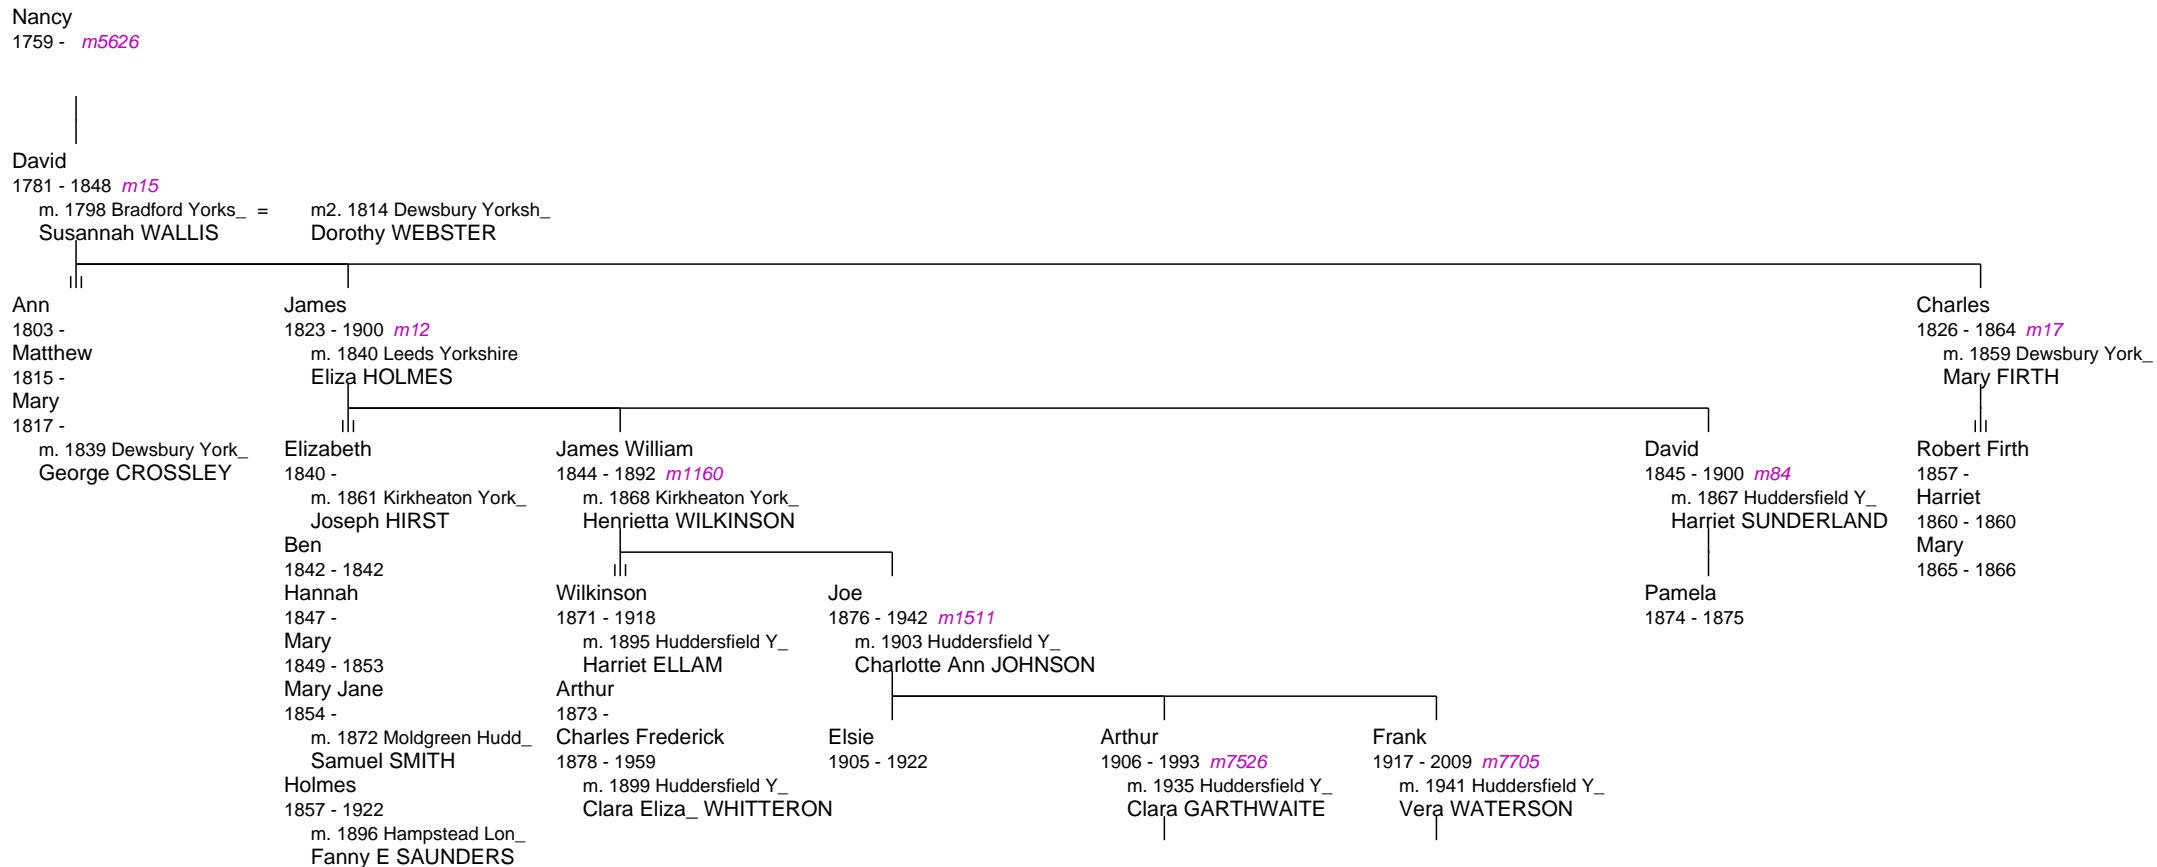 Nancy
1759 - m5626
David
1781 - 1848 m15
m. 1798 Bradford Yorks_ = m2. 1814 Dewsbury Yorksh_
Susannah WALLIS Dorothy WEBSTER
Ann
1803 -
Matthew
1815 -
Mary
1817 -
m. 1839 Dewsbury York_
George CROSSLEY
James
1823 - 1900 m12
m. 1840 Leeds Yorkshire
Eliza HOLMES
Charles
1826 - 1864 m17
m. 1859 Dewsbury York_
Mary FIRTH
Elizabeth
1840 -
m. 1861 Kirkheaton York_
Joseph HIRST
Ben
1842 - 1842
Hannah
1847 -
Mary
1849 - 1853
Mary Jane
1854 -
m. 1872 Moldgreen Hudd_
Samuel SMITH
Holmes
1857 - 1922
m. 1896 Hampstead Lon_
Fanny E SAUNDERS
James William
1844 - 1892 m1160
m. 1868 Kirkheaton York_
Henrietta WILKINSON
David
1845 - 1900 m84
m. 1867 Huddersfield Y_
Harriet SUNDERLAND
Robert Firth
1857 -
Harriet
1860 - 1860
Mary
1865 - 1866
Wilkinson
1871 - 1918
m. 1895 Huddersfield Y_
Harriet ELLAM
Arthur
1873 -
Charles Frederick
1878 - 1959
m. 1899 Huddersfield Y_
Clara Eliza_ WHITTERON
Joe
1876 - 1942 m1511
m. 1903 Huddersfield Y_
Charlotte Ann JOHNSON
Pamela
1874 - 1875
Elsie
1905 - 1922
Arthur
1906 - 1993 m7526
m. 1935 Huddersfield Y_
Clara GARTHWAITE
Frank
1917 - 2009 m7705
m. 1941 Huddersfield Y_
Vera WATERSON